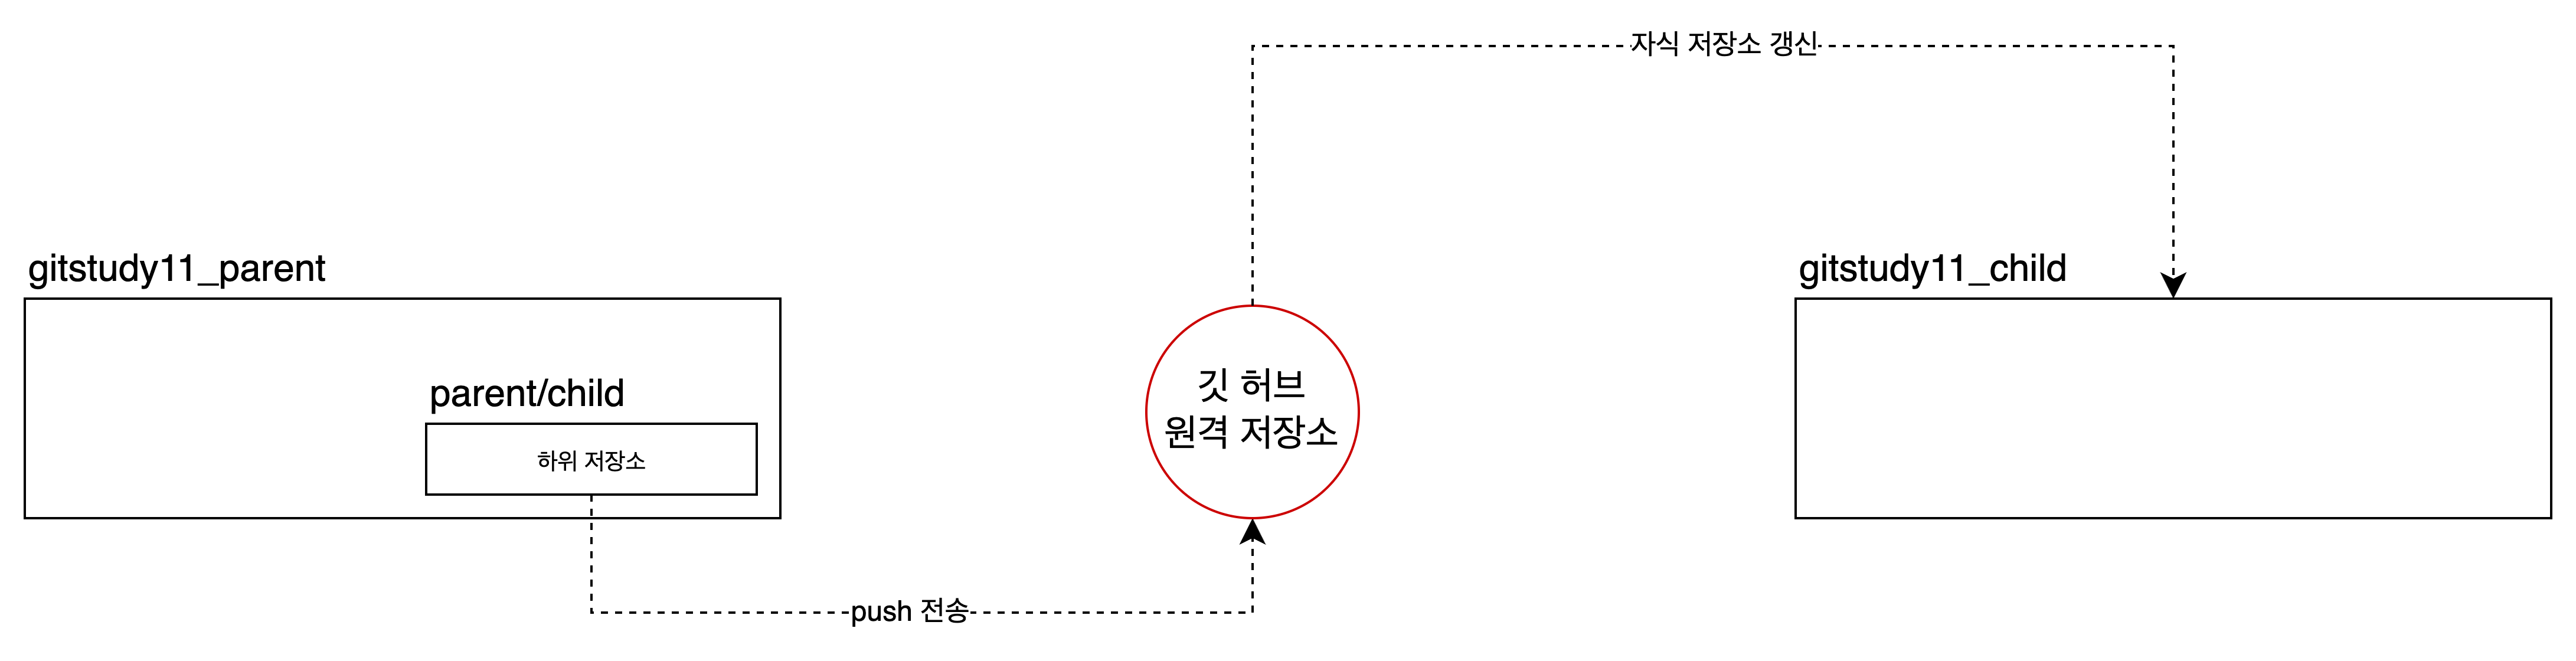 자식 저장소 갱신
gitstudy11_parent
gitstudy11_child
parent/child
하위 저장소
깃 허브
원격 저장소
push 전송